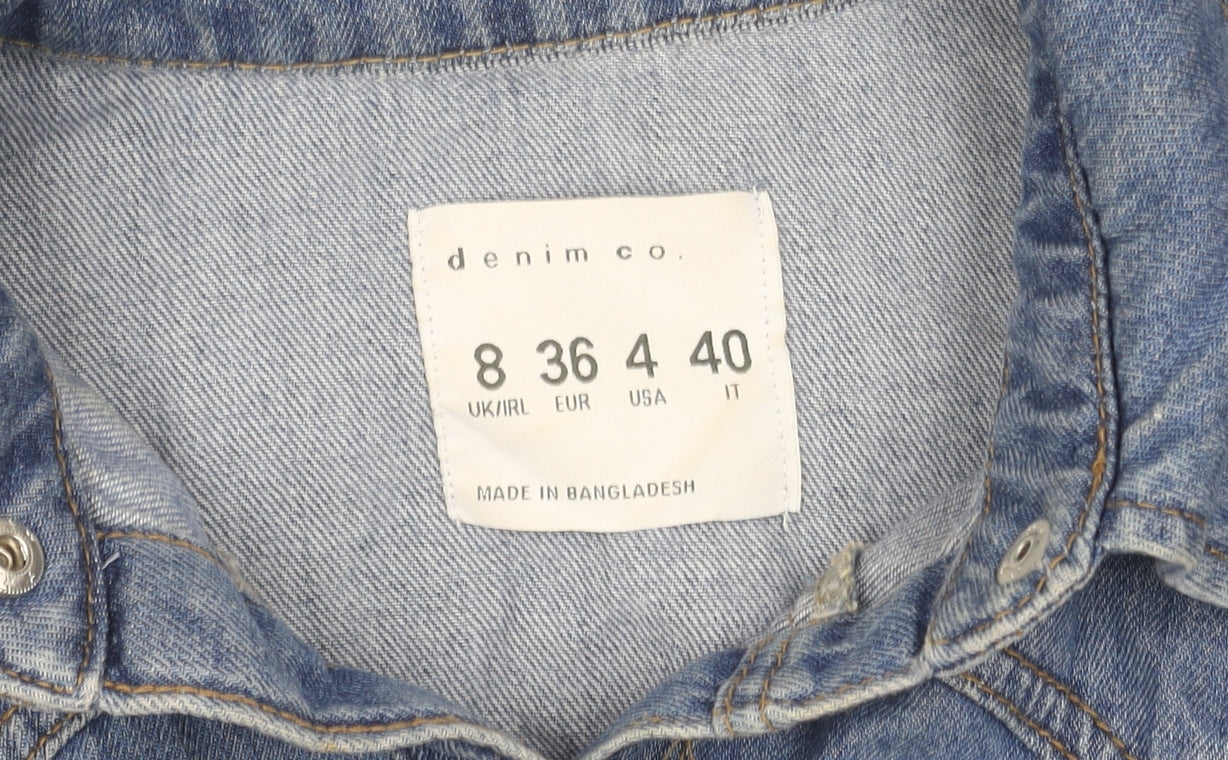 denim co.
8 36 4 40
UK/IRL EUR USA IT
MADE IN BANGLADESH